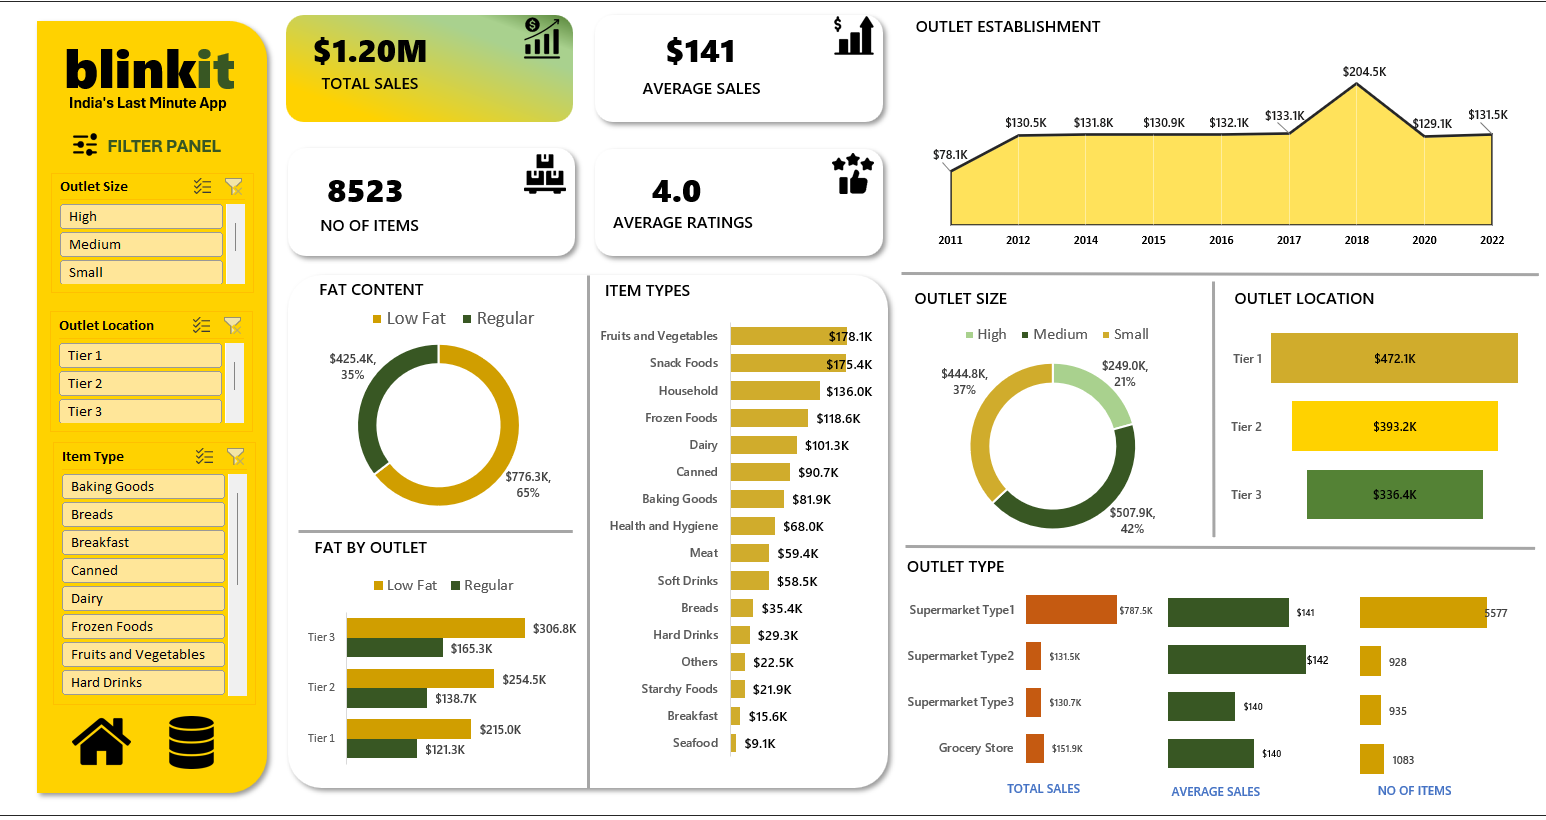 blinkit
India's Last Minute App
FILTER PANEL
Outlet Size
High
Medium
Small
Outlet Location
Tier 1
Tier 2
Tier 3
Item Type
Baking Goods
Breads
Breakfast
Canned
Dairy
Frozen Foods
Fruits and Vegetables
Hard Drinks
$1.20M
TOTAL SALES
$141
AVERAGE SALES
8523
NO OF ITEMS
4.0
AVERAGE RATINGS
FAT CONTENT
Low Fat Regular
$425.4K,
35%
$776.3K,
65%
FAT BY OUTLET
Low Fat Regular
Tier 3 $306.8K
$165.3K
Tier 2 $254.5K
$138.7K
Tier 1 $215.0K
$121.3K
ITEM TYPES
Fruits and Vegetables $178.1K
Snack Foods $175.4K
Household $136.0K
Frozen Foods $118.6K
Dairy $101.3K
Canned $90.7K
Baking Goods $81.9K
Health and Hygiene $68.0K
Meat $59.4K
Soft Drinks $58.5K
Breads $35.4K
Hard Drinks $29.3K
Others $22.5K
Starchy Foods $21.9K
Breakfast $15.6K
Seafood $9.1K
OUTLET ESTABLISHMENT
$78.1K $130.5K $131.8K $130.9K $132.1K $133.1K $204.5K $129.1K $131.5K
2011 2012 2014 2015 2016 2017 2018 2020 2022
OUTLET SIZE
High Medium Small
$444.8K,
37%
$249.0K,
21%
$507.9K,
42%
OUTLET LOCATION
Tier 1 $472.1K
Tier 2 $393.2K
Tier 3 $336.4K
OUTLET TYPE
Supermarket Type1 $787.5K $141 5577
Supermarket Type2 $131.5K $142 928
Supermarket Type3 $130.7K $140 935
Grocery Store $151.9K $140 1083
TOTAL SALES AVERAGE SALES NO OF ITEMS